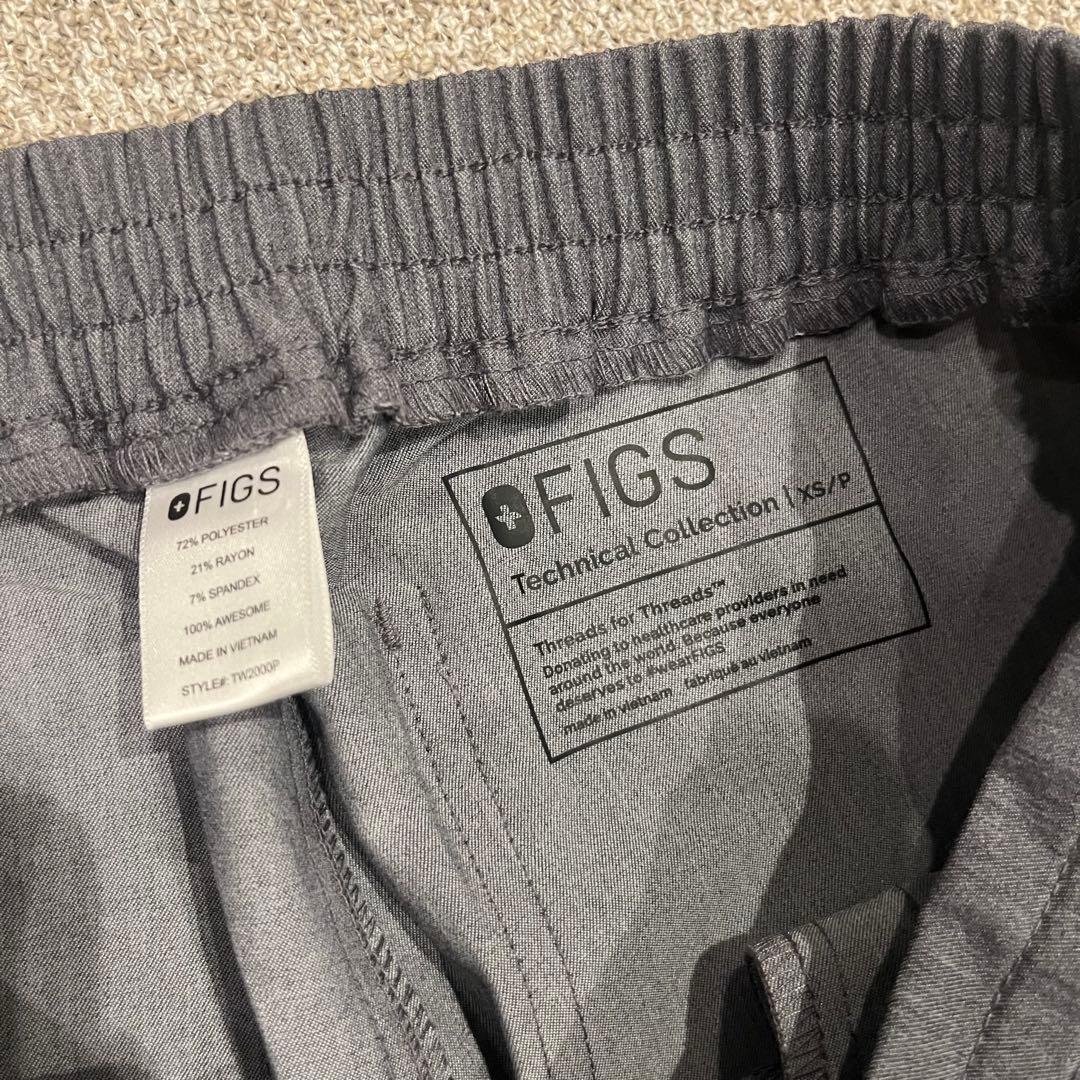 FIGS
72% POLYESTER
21% RAYON
7% SPANDEX
100% AWESOME
MADE IN VIETNAM
STYLE#: TW2000P
FIGS
Technical Collection | XS/P
Threads for Threads™
Donating to healthcare providers in need
around the world. Because everyone
deserves to #wearFIGS
made in vietnam fabriqué au vietnam